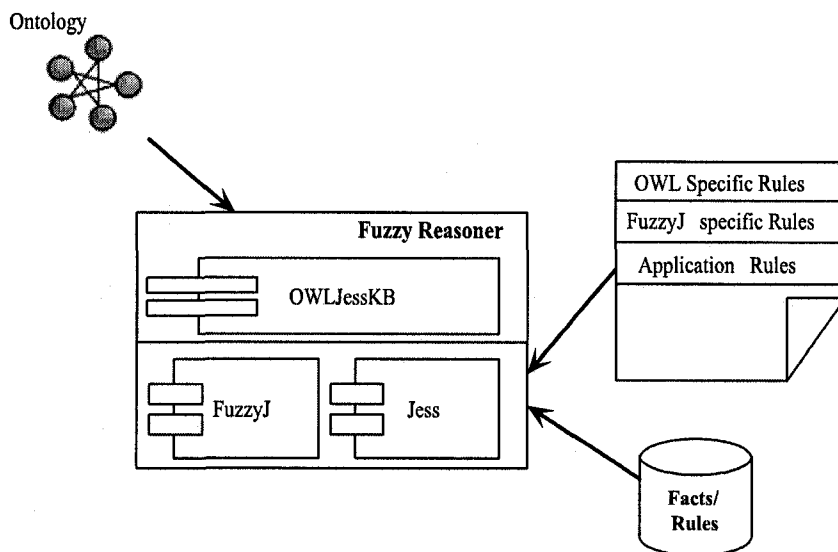 Ontology
OWL Specific Rules
FuzzyJ specific Rules
Application Rules
Fuzzy Reasoner
OWLJessKB
FuzzyJ
Jess
Facts/
Rules